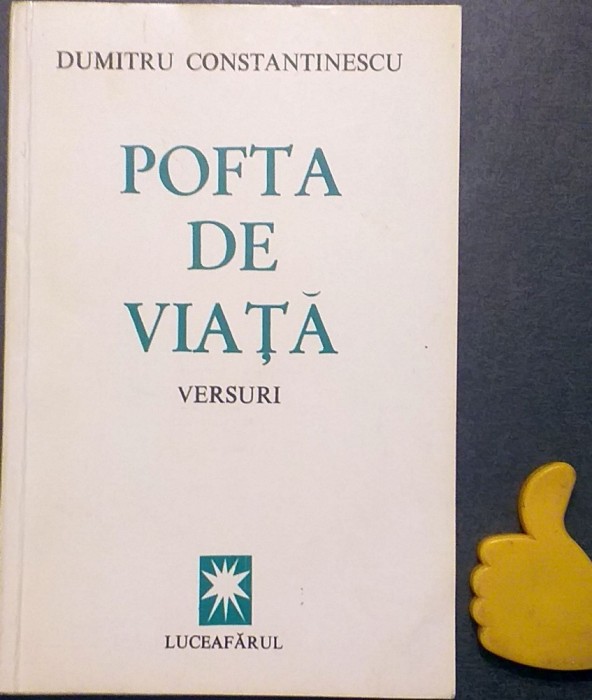 DUMITRU CONSTANTINESCU
POFTA
DE
VIAȚĂ
VERSURI
LUCEAFĂRUL